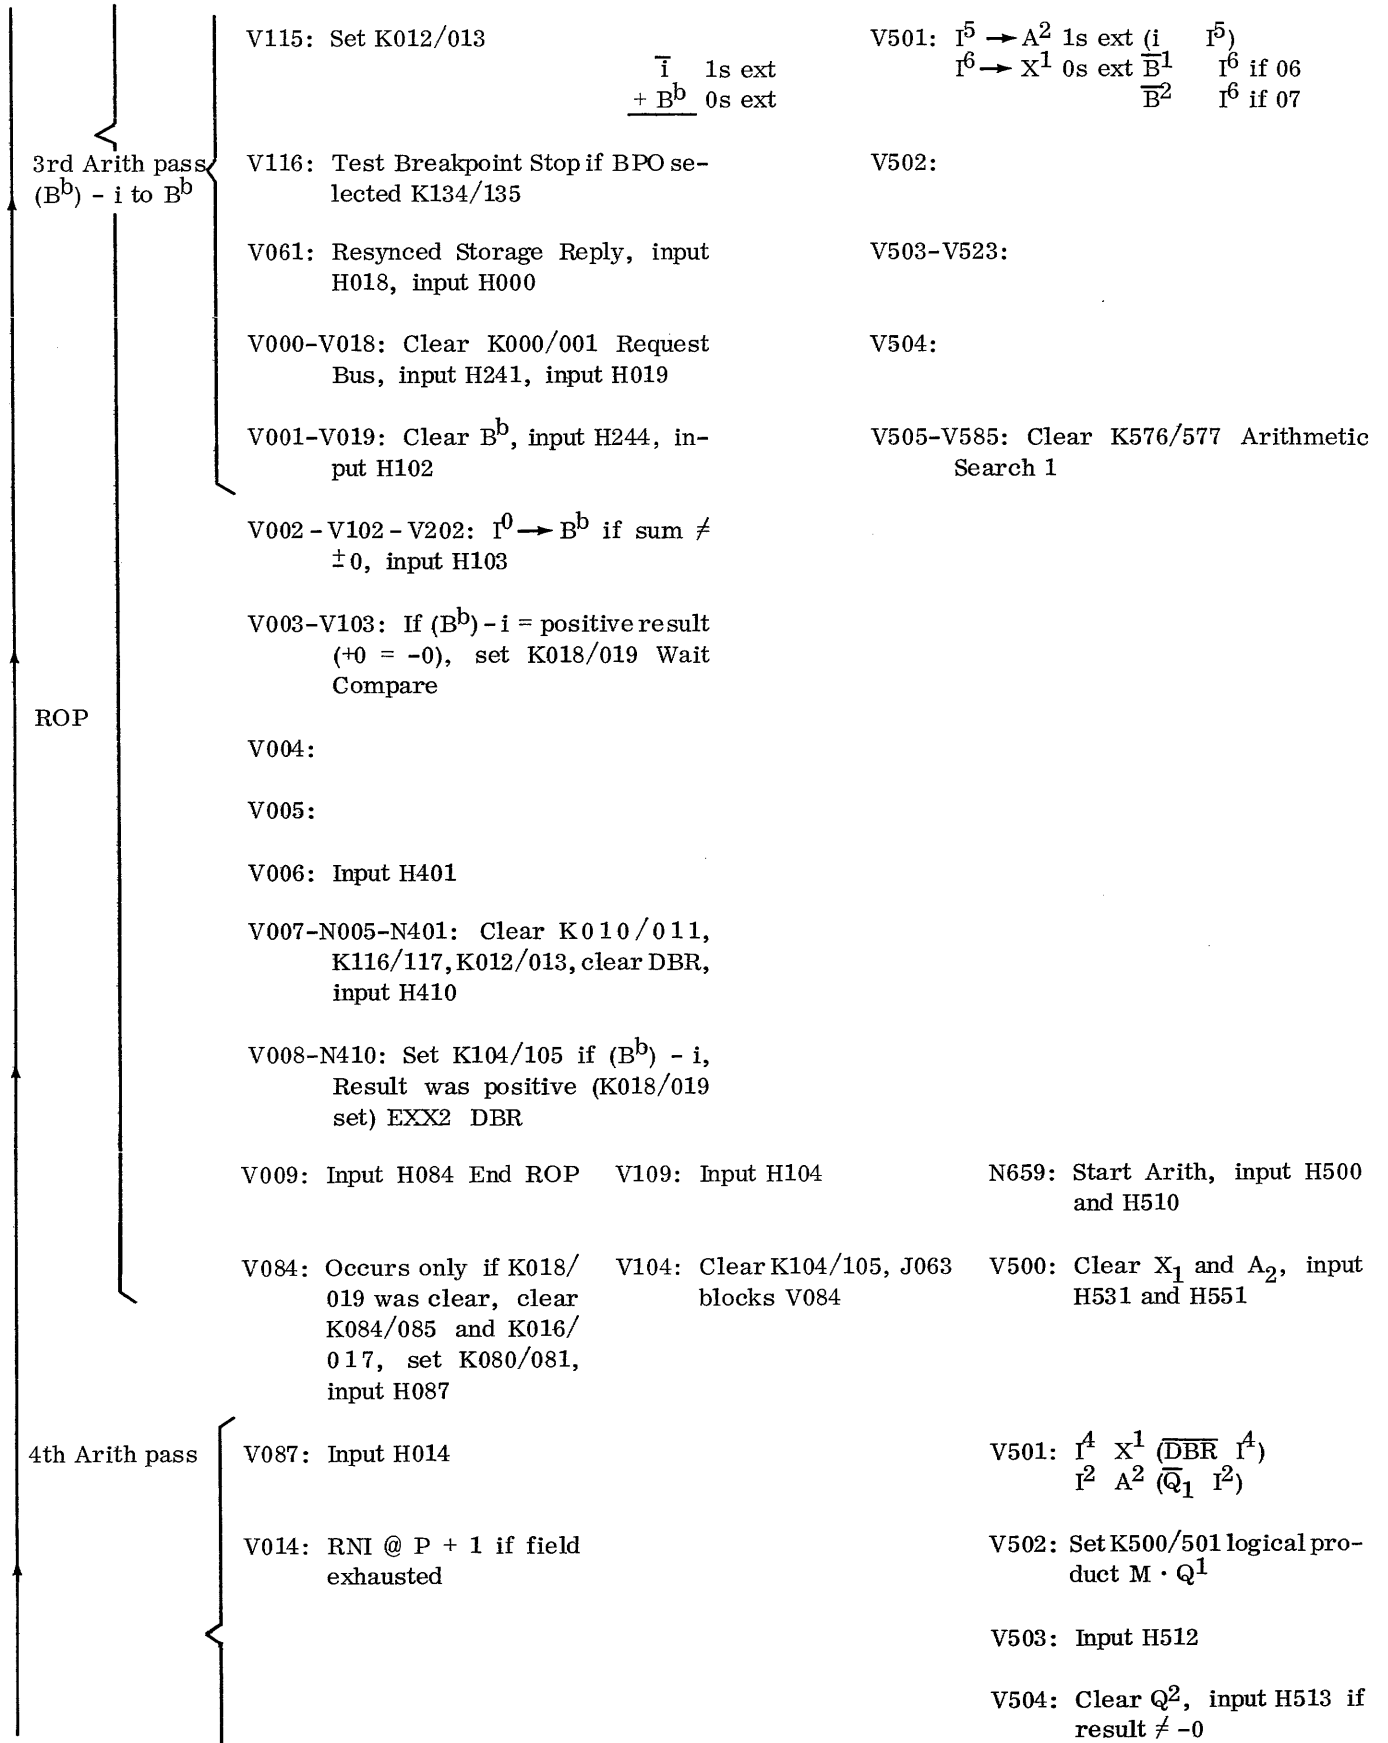 V115: Set K012/013
i̅ 1s ext
+ Bᵇ 0s ext
V501: I⁵ → A² 1s ext (i I⁵)
I⁶ → X¹ 0s ext B̅¹ I⁶ if 06
B̅² I⁶ if 07
3rd Arith pass
(Bᵇ) - i to Bᵇ
V116: Test Breakpoint Stop if BPO se-
lected K134/135
V502:
V061: Resynced Storage Reply, input
H018, input H000
V503-V523:
V000-V018: Clear K000/001 Request
Bus, input H241, input H019
V504:
V001-V019: Clear Bᵇ, input H244, in-
put H102
V505-V585: Clear K576/577 Arithmetic
Search 1
V002 - V102 - V202: I⁰ → Bᵇ if sum ≠
±0, input H103
V003-V103: If (Bᵇ) - i = positive result
(+0 = -0), set K018/019 Wait
Compare
ROP
V004:
V005:
V006: Input H401
V007-N005-N401: Clear K010/011,
K116/117, K012/013, clear DBR,
input H410
V008-N410: Set K104/105 if (Bᵇ) - i,
Result was positive (K018/019
set) EXX2 DBR
V009: Input H084 End ROP
V109: Input H104
N659: Start Arith, input H500
and H510
V084: Occurs only if K018/
019 was clear, clear
K084/085 and K016/
017, set K080/081,
input H087
V104: Clear K104/105, J063
blocks V084
V500: Clear X₁ and A₂, input
H531 and H551
4th Arith pass
V087: Input H014
V501: I⁴ X¹ (D̅B̅R̅ I⁴)
I² A² (Q̅₁ I²)
V014: RNI @ P + 1 if field
exhausted
V502: Set K500/501 logical pro-
duct M · Q¹
V503: Input H512
V504: Clear Q², input H513 if
result ≠ -0